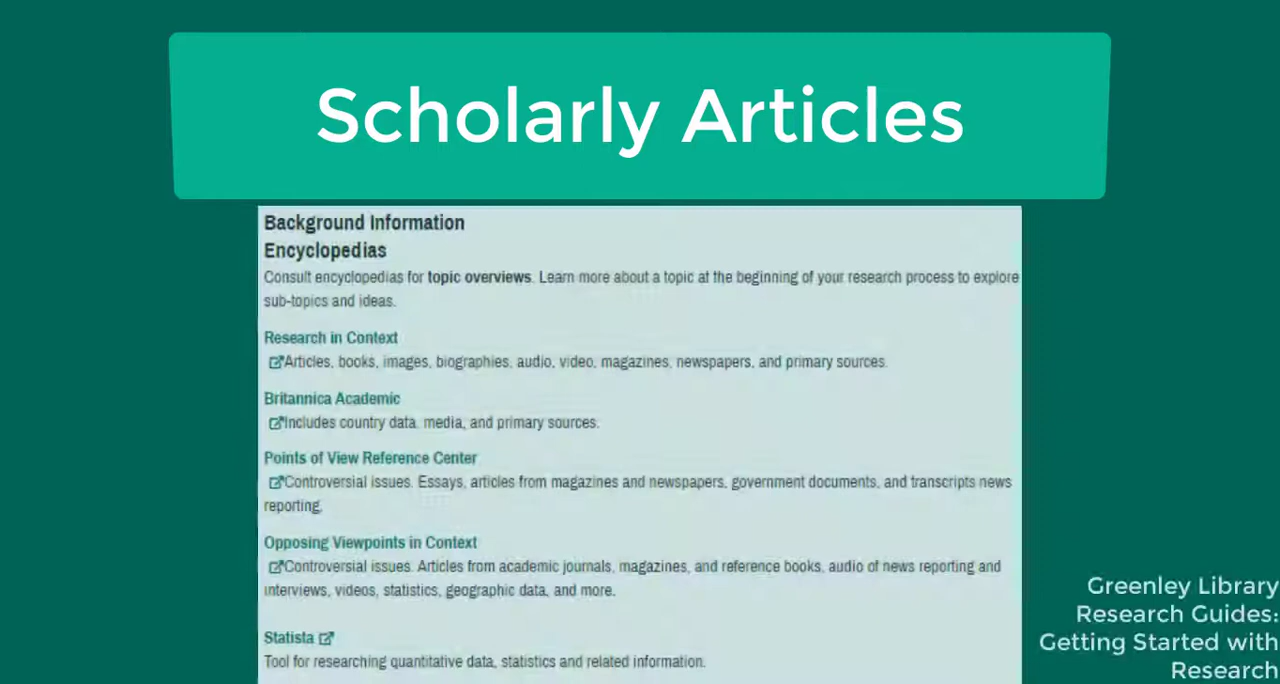 Scholarly Articles
Background Information
Encyclopedias
Consult encyclopedias for topic overviews. Learn more about a topic at the beginning of your research process to explore
sub-topics and ideas.
Research in Context
Articles, books, images, biographies, audio, video, magazines, newspapers, and primary sources.
Britannica Academic
Includes country data, media, and primary sources.
Points of View Reference Center
Controversial issues. Essays, articles from magazines and newspapers, government documents, and transcripts news
reporting.
Opposing Viewpoints in Context
Controversial issues. Articles from academic journals, magazines, and reference books, audio of news reporting and
interviews, videos, statistics, geographic data, and more.
Statista
Tool for researching quantitative data, statistics and related information.
Greenley Library
Research Guides:
Getting Started with
Research